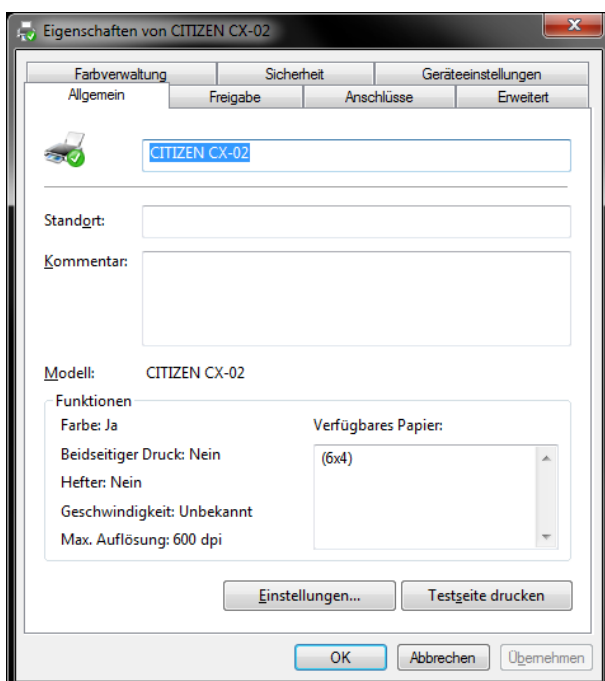 Eigenschaften von CITIZEN CX-02
Farbverwaltung Sicherheit Geräteeinstellungen
Allgemein Freigabe Anschlüsse Erweitert
CITIZEN CX-02
Standort:
Kommentar:
Modell: CITIZEN CX-02
Funktionen
Farbe: Ja Verfügbares Papier:
Beidseitiger Druck: Nein (6x4)
Hefter: Nein
Geschwindigkeit: Unbekannt
Max. Auflösung: 600 dpi
Einstellungen... Testseite drucken
OK Abbrechen Übernehmen